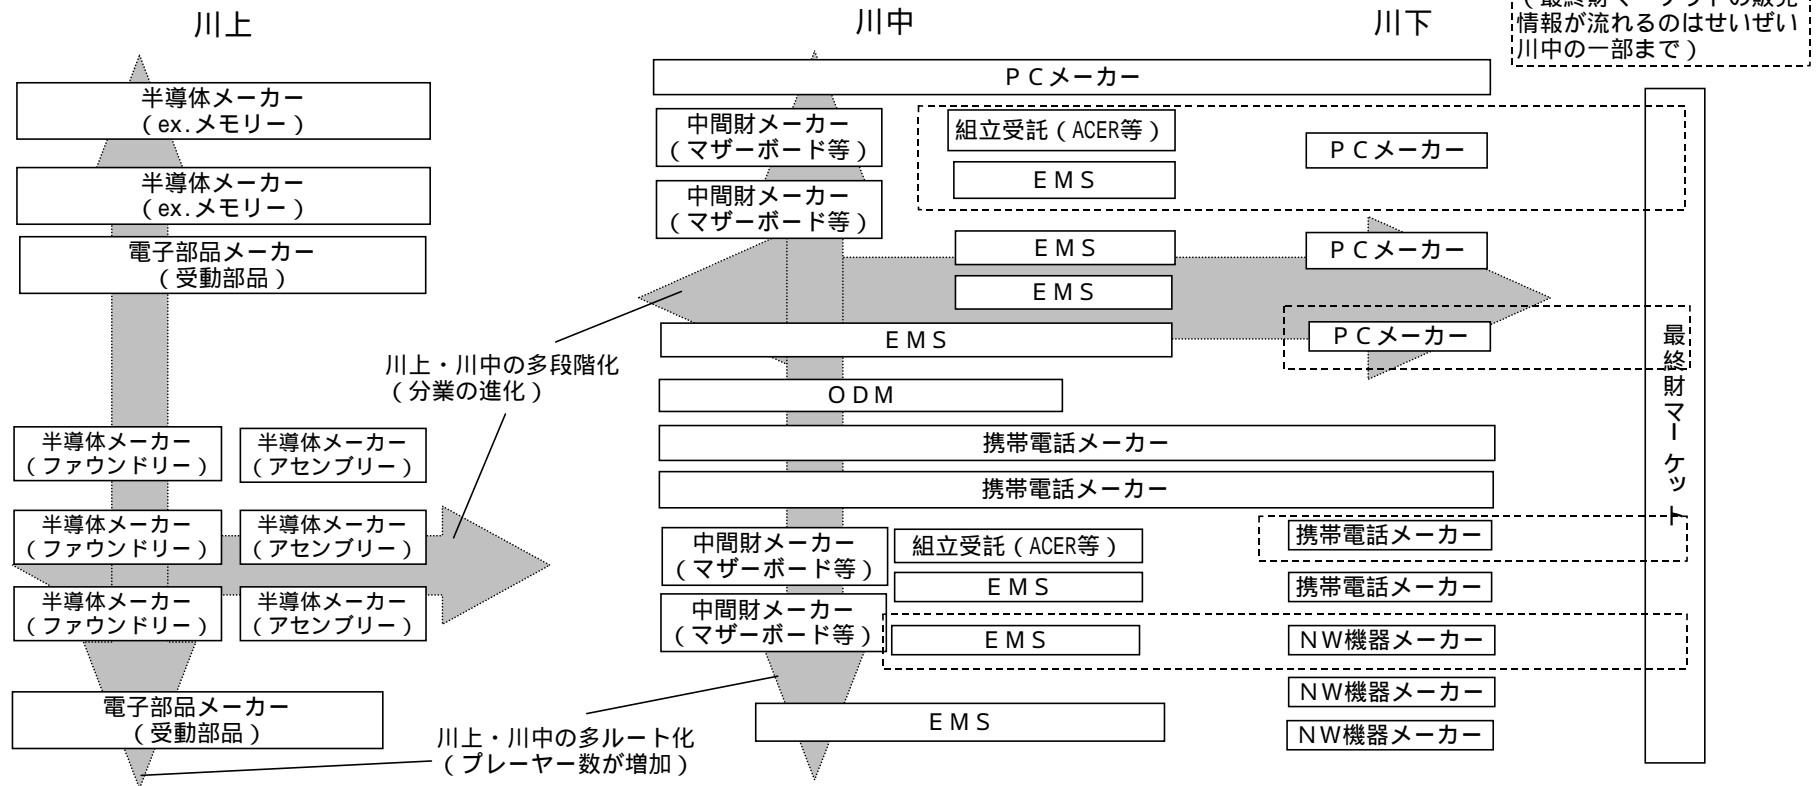 川上
川中
川下
(最終財マーケットの販売
情報が流れるのはせいぜい
川中の一部まで)
半導体メーカー
(ex.メモリー)
半導体メーカー
(ex.メモリー)
電子部品メーカー
(受動部品)
半導体メーカー
(ファウンドリー)
半導体メーカー
(アセンブリー)
半導体メーカー
(ファウンドリー)
半導体メーカー
(アセンブリー)
半導体メーカー
(ファウンドリー)
半導体メーカー
(アセンブリー)
電子部品メーカー
(受動部品)
川上・川中の多段階化
(分業の進化)
川上・川中の多ルート化
(プレーヤー数が増加)
PCメーカー
中間財メーカー
(マザーボード等)
組立受託(ACER等)
PCメーカー
EMS
中間財メーカー
(マザーボード等)
EMS
PCメーカー
EMS
EMS
PCメーカー
ODM
携帯電話メーカー
携帯電話メーカー
中間財メーカー
(マザーボード等)
組立受託(ACER等)
携帯電話メーカー
EMS
携帯電話メーカー
中間財メーカー
(マザーボード等)
EMS
NW機器メーカー
NW機器メーカー
EMS
NW機器メーカー
最終財マーケット